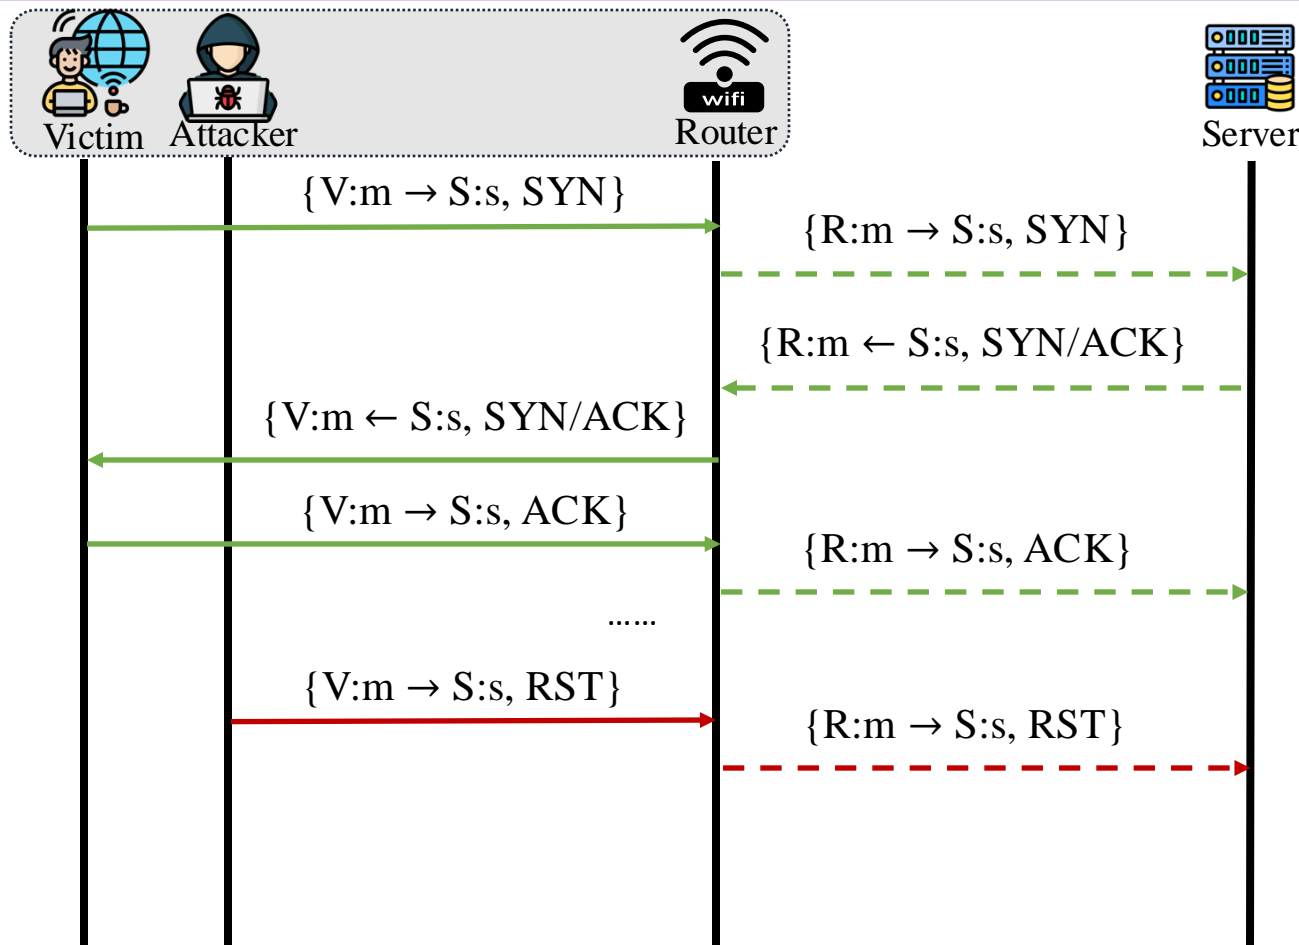 wifi
Victim
Attacker
Router
Server
{V:m → S:s, SYN}
{R:m → S:s, SYN}
{R:m ← S:s, SYN/ACK}
{V:m ← S:s, SYN/ACK}
{V:m → S:s, ACK}
{R:m → S:s, ACK}
......
{V:m → S:s, RST}
{R:m → S:s, RST}